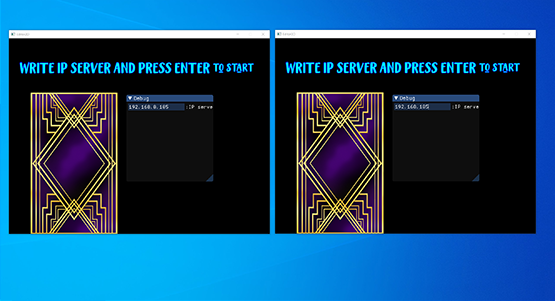 WRITE IP SERVER AND PRESS ENTER TO START
Debug
192.168.0.105 :IP serve
WRITE IP SERVER AND PRESS ENTER TO START
Debug
192.168.0.105 :IP serve